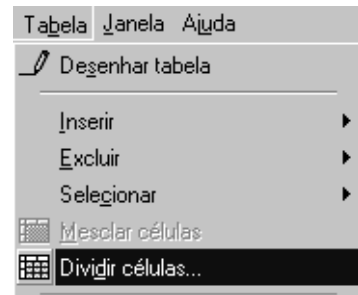 Tabela Janela Ajuda
Desenhar tabela
Inserir
Excluir
Selecionar
Mesclar células
Dividir células...